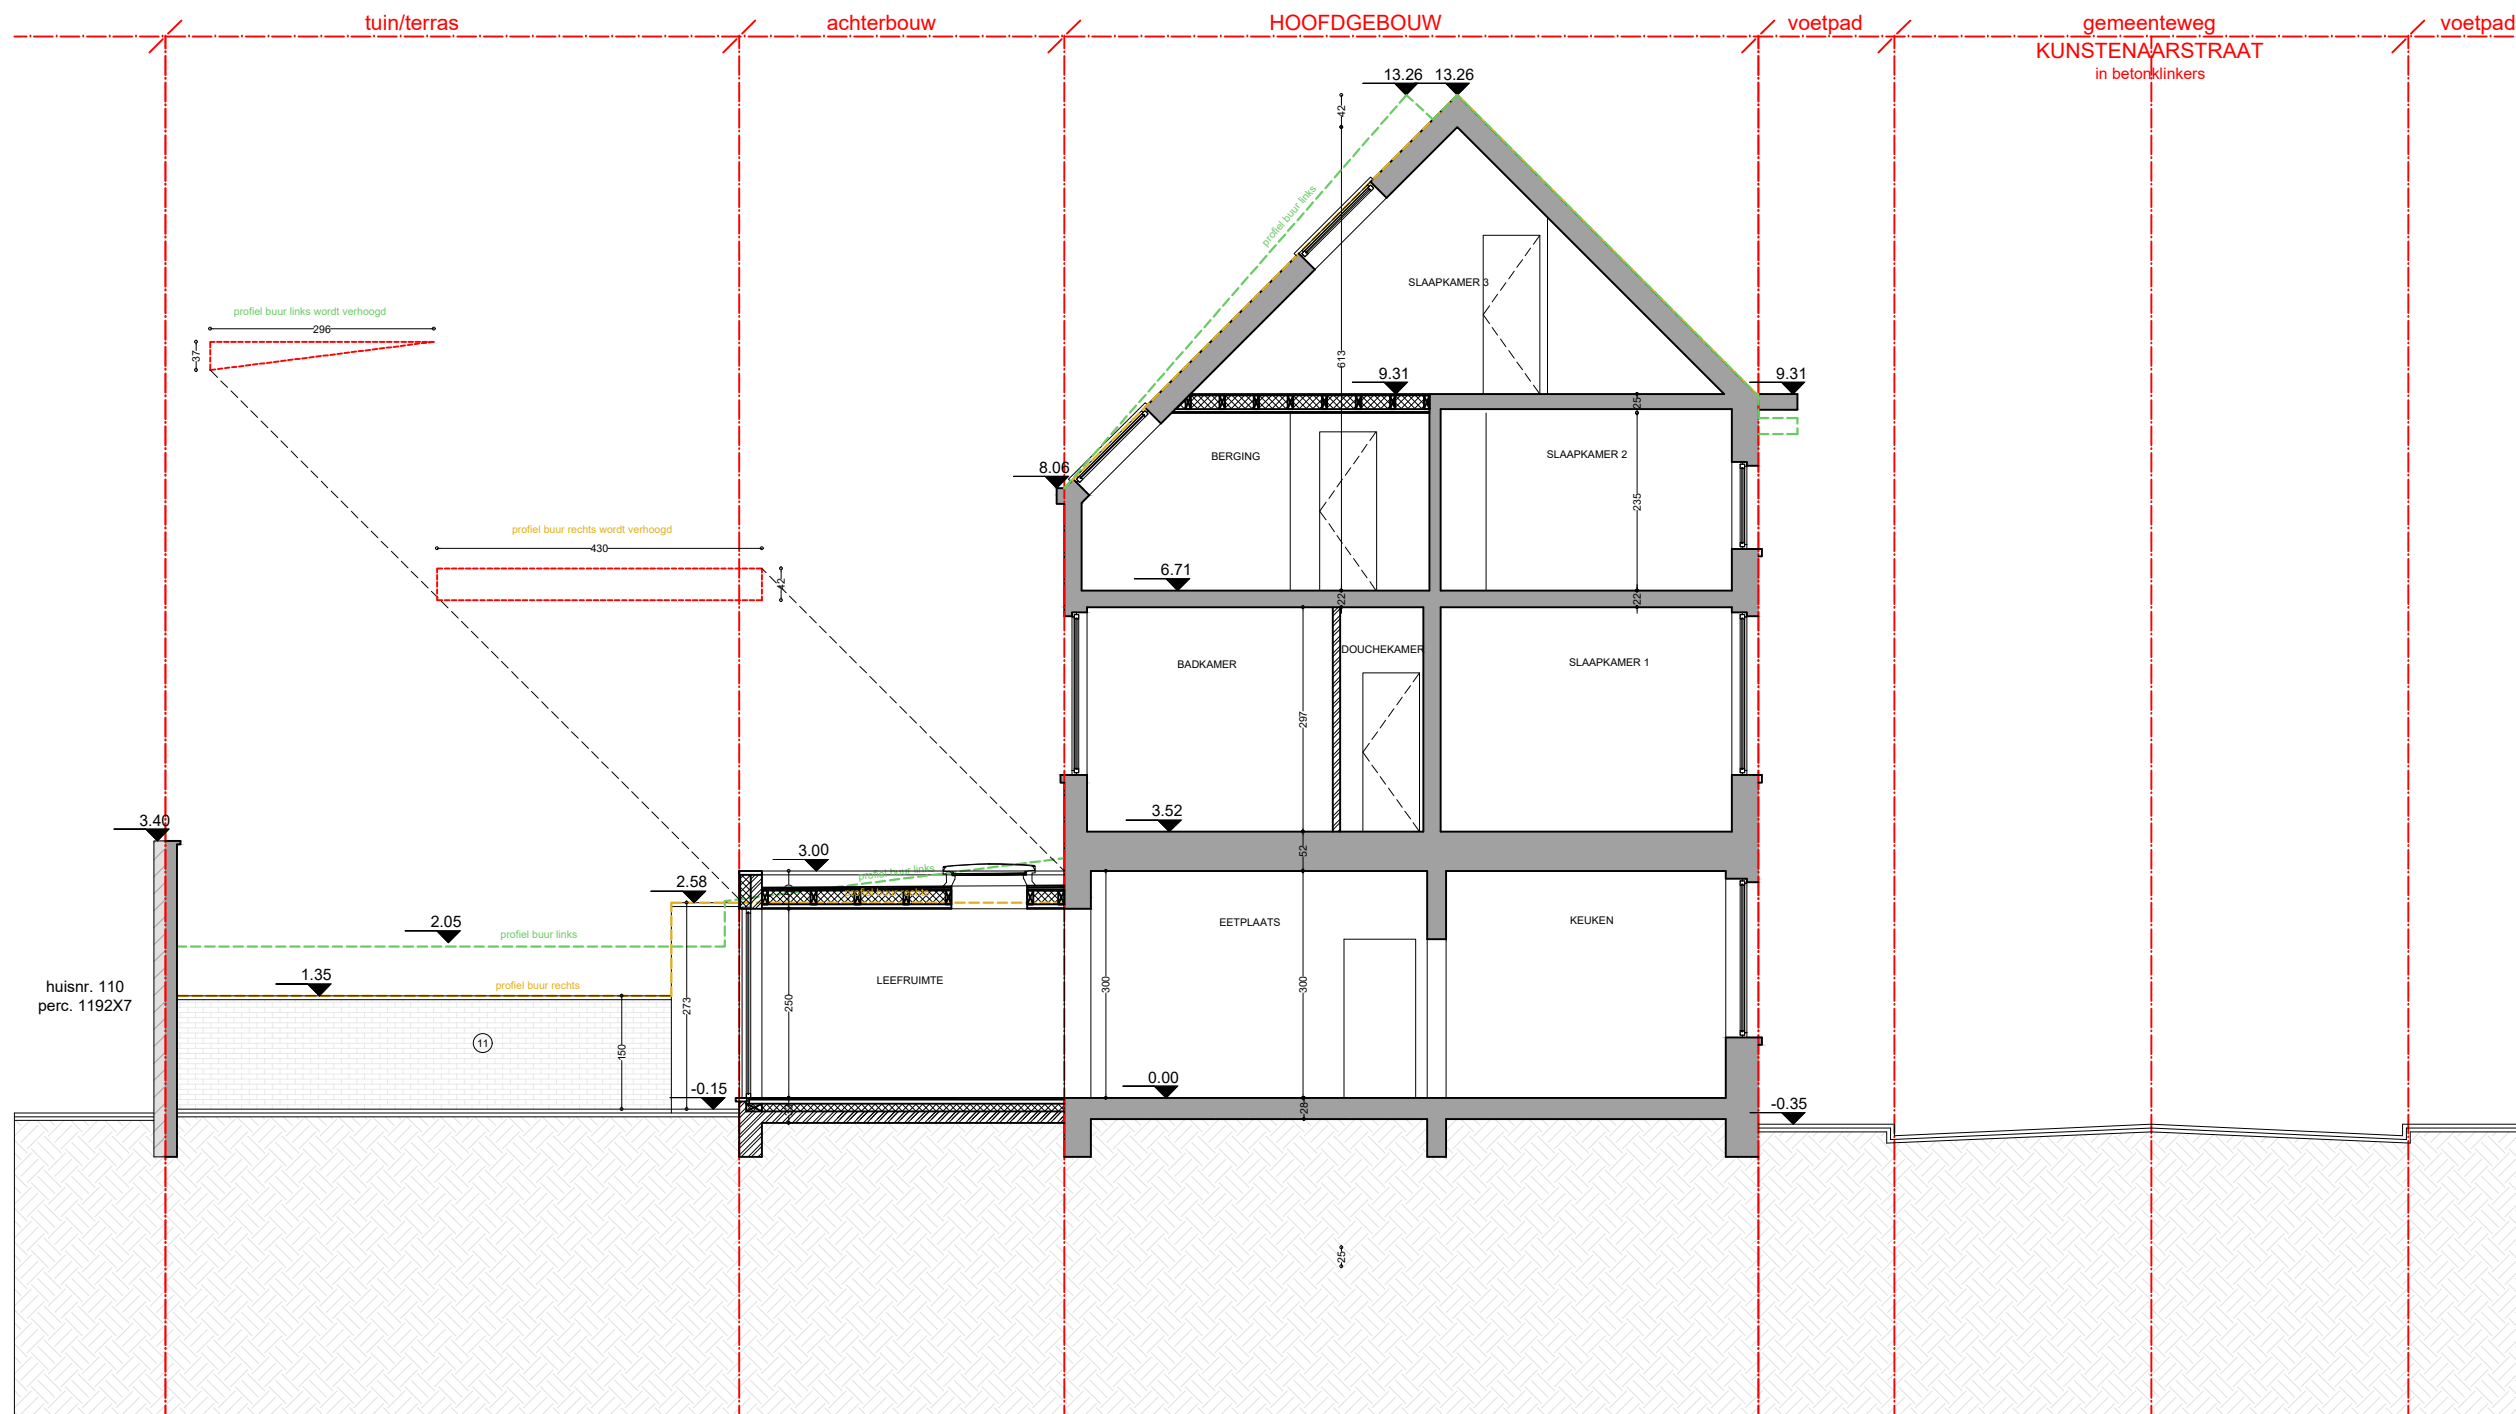 tuin/terras
achterbouw
HOOFDGEBOUW
voetpad
gemeenteweg
voetpad
KUNSTENAARSTRAAT
in betonklinkers
13.26
13.26
42
profiel buur links
SLAAPKAMER 3
profiel buur links wordt verhoogd
296
37
613
9.31
9.31
25
BERGING
SLAAPKAMER 2
8.06
235
profiel buur rechts wordt verhoogd
430
42
6.71
22
22
BADKAMER
DOUCHEKAMER
SLAAPKAMER 1
297
3.40
3.52
3.00
52
profiel buur links
2.58
2.05
profiel buur links
EETPLAATS
KEUKEN
1.35
profiel buur rechts
LEEFRUIMTE
huisnr. 110
perc. 1192X7
273
250
300
300
11
150
-0.15
0.00
28
-0.35
25